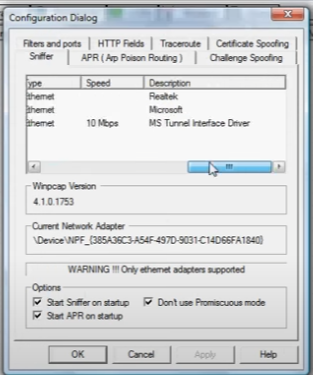 Configuration Dialog
Filters and ports HTTP Fields Traceroute Certificate Spoofing
Sniffer APR ( Arp Poison Routing ) Challenge Spoofing
ype Speed Description
thernet Realtek
thernet Microsoft
thernet 10 Mbps MS Tunnel Interface Driver
Winpcap Version
4.1.0.1753
Current Network Adapter
\Device\NPF_{385A36C3-A54F-497D-9031-C14D66FA1840}
WARNING !!! Only ethernet adapters supported
Options
Start Sniffer on startup Don't use Promiscuous mode
Start APR on startup
OK Cancel Apply Help